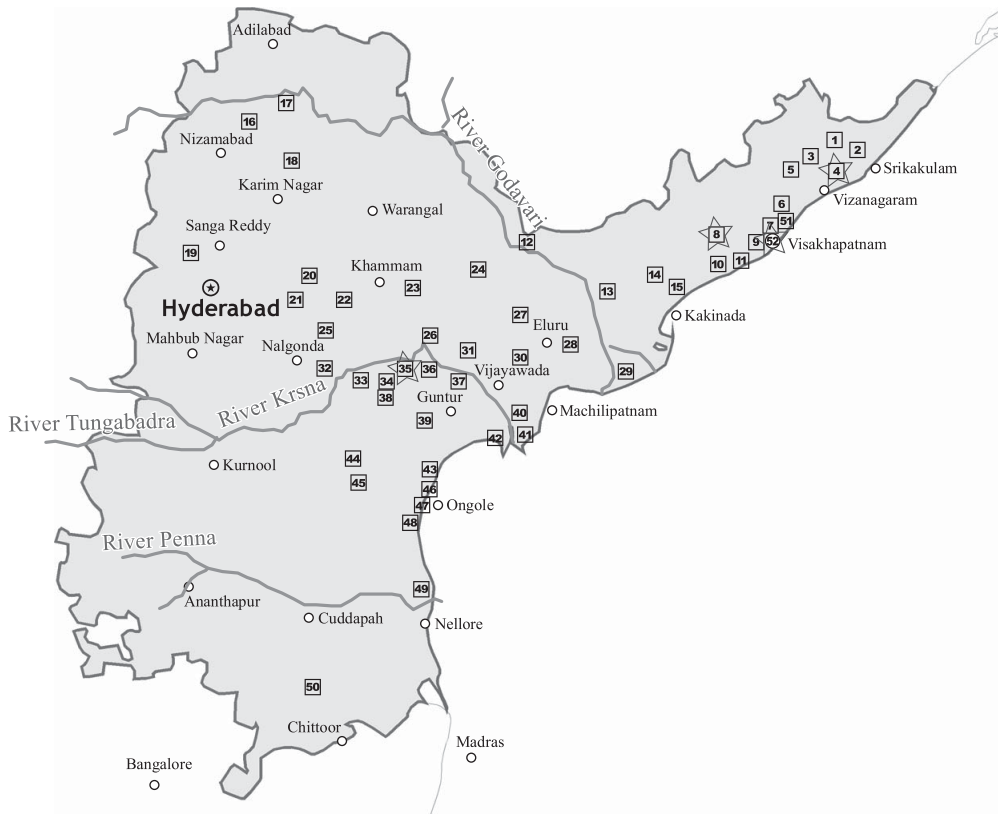 Adilabad
17
16
Nizamabad
18
Karim Nagar
Warangal
Sanga Reddy
19
Hyderabad
20
21
22
Khammam
23
24
25
Mahbub Nagar
Nalgonda
River Godavari
12
1
2
3
4
5
Srikakulam
Vizanagaram
6
7
51
8
9
52
Visakhapatnam
10
11
13
14
15
Kakinada
26
27
Eluru
28
29
30
31
Vijayawada
32
33
34
35
36
37
38
Guntur
39
40
41
42
Machilipatnam
River Krsna
River Tungabadra
Kurnool
43
44
45
46
47
Ongole
48
River Penna
Ananthapur
49
Cuddapah
Nellore
50
Chittoor
Madras
Bangalore